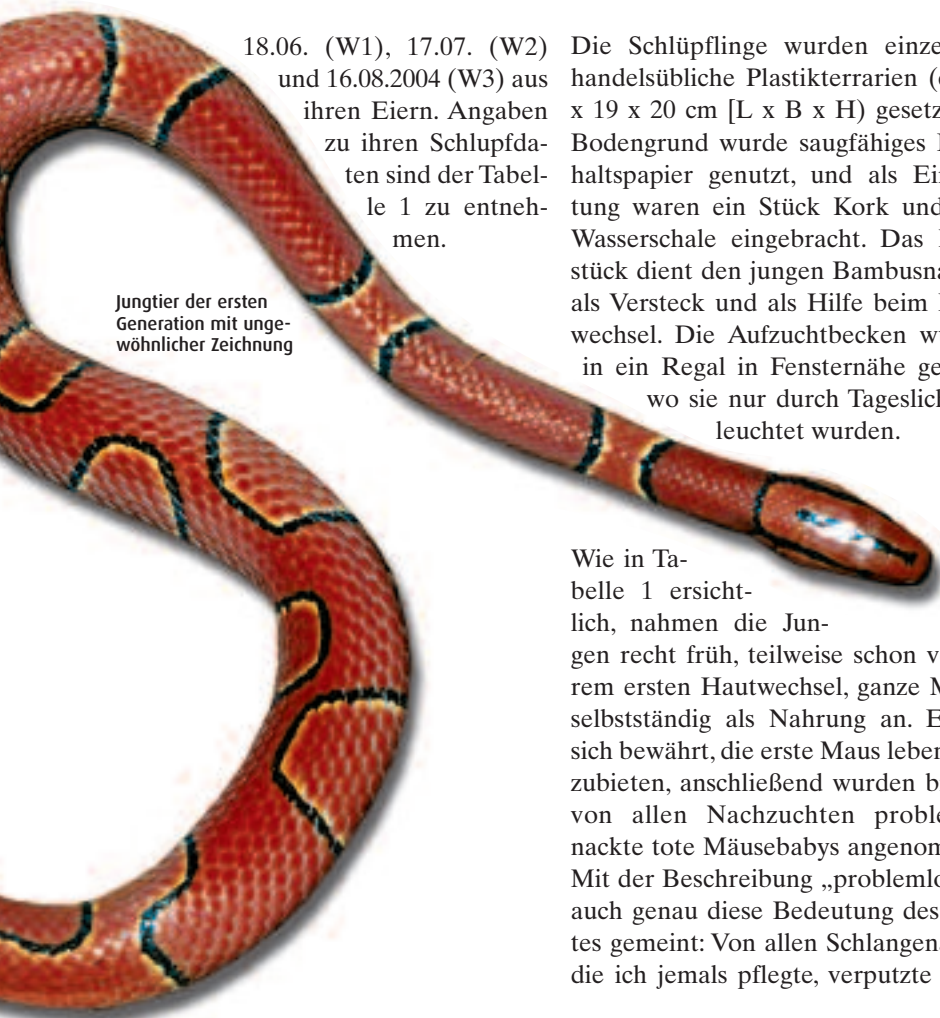 18.06. (W1), 17.07. (W2)
und 16.08.2004 (W3) aus
ihren Eiern. Angaben
zu ihren Schlupfda-
ten sind der Tabel-
le 1 zu entneh-
men.
Jungtier der ersten
Generation mit unge-
wöhnlicher Zeichnung
Die Schlüpflinge wurden einze
handelsübliche Plastikterrarien (
x 19 x 20 cm [L x B x H) gesetz
Bodengrund wurde saugfähiges
haltspapier genutzt, und als Ein
tung waren ein Stück Kork und
Wasserschale eingebracht. Das
stück dient den jungen Bambusna
als Versteck und als Hilfe beim
wechsel. Die Aufzuchtbecken w
in ein Regal in Fensternähe ge
wo sie nur durch Tageslich
leuchtet wurden.
Wie in Ta-
belle 1 ersicht-
lich, nahmen die Jun-
gen recht früh, teilweise schon v
rem ersten Hautwechsel, ganze M
selbstständig als Nahrung an. E
sich bewährt, die erste Maus leben
zubieten, anschließend wurden b
von allen Nachzuchten proble
nackte tote Mäusebabys angenom
Mit der Beschreibung „problemlo
auch genau diese Bedeutung des
tes gemeint: Von allen Schlangen
die ich jemals pflegte, verputzte